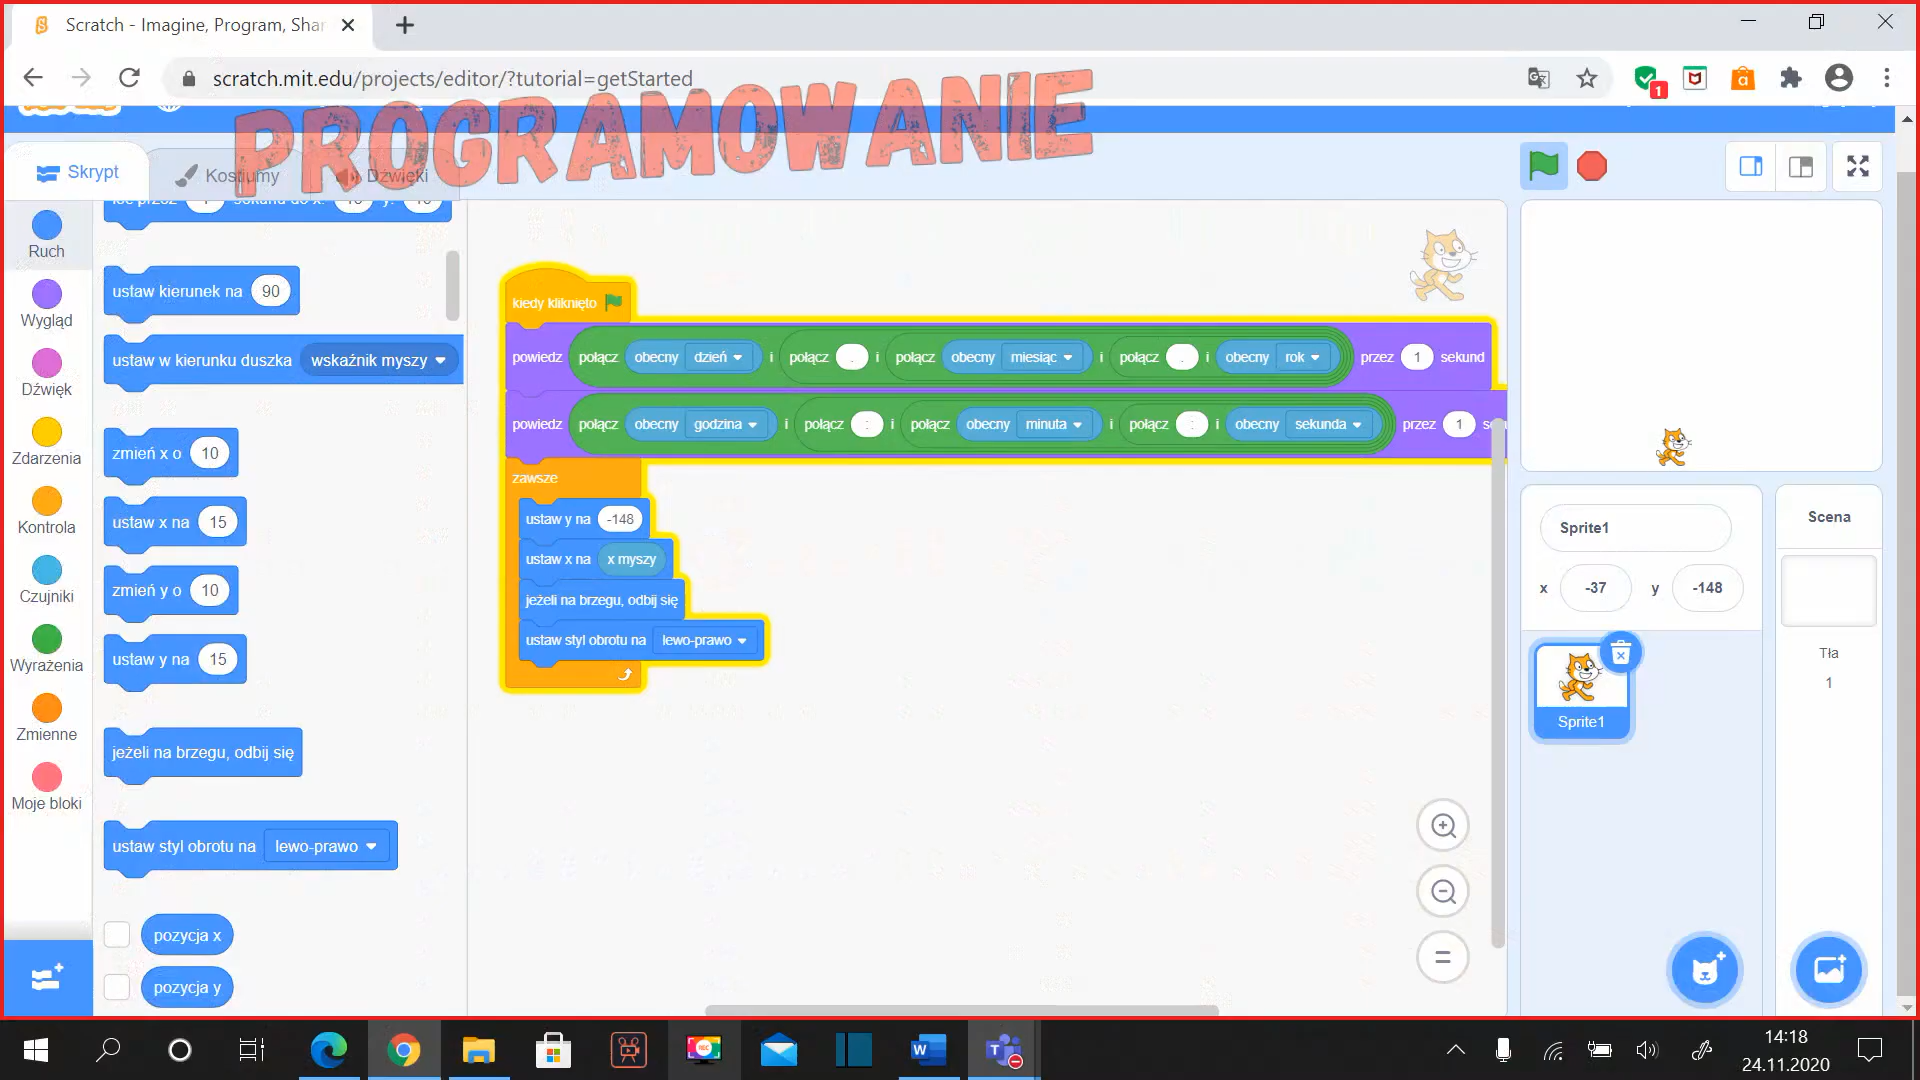 Scratch - Imagine, Program, Shar
scratch.mit.edu/projects/editor/?tutorial=getStarted
1
PROGRAMOWANIE
Skrypt
Kostiumy
Dźwięki
Ruch
Wygląd
Dźwięk
Zdarzenia
Kontrola
Czujniki
Wyrażenia
Zmienne
Moje bloki
ustaw kierunek na 90
ustaw w kierunku duszka wskaźnik myszy
zmień x o 10
ustaw x na 15
zmień y o 10
ustaw y na 15
jeżeli na brzegu, odbij się
ustaw styl obrotu na lewo-prawo
pozycja x
pozycja y
kiedy kliknięto
powiedz połącz obecny dzień i połącz . i połącz obecny miesiąc i połącz . i obecny rok przez 1 sekund
powiedz połącz obecny godzina i połącz : i połącz obecny minuta i połącz : i obecny sekunda przez 1
zawsze
ustaw y na -148
ustaw x na x myszy
jeżeli na brzegu, odbij się
ustaw styl obrotu na lewo-prawo
Sprite1
x -37 y -148
Sprite1
Scena
Tła
1
14:18
24.11.2020